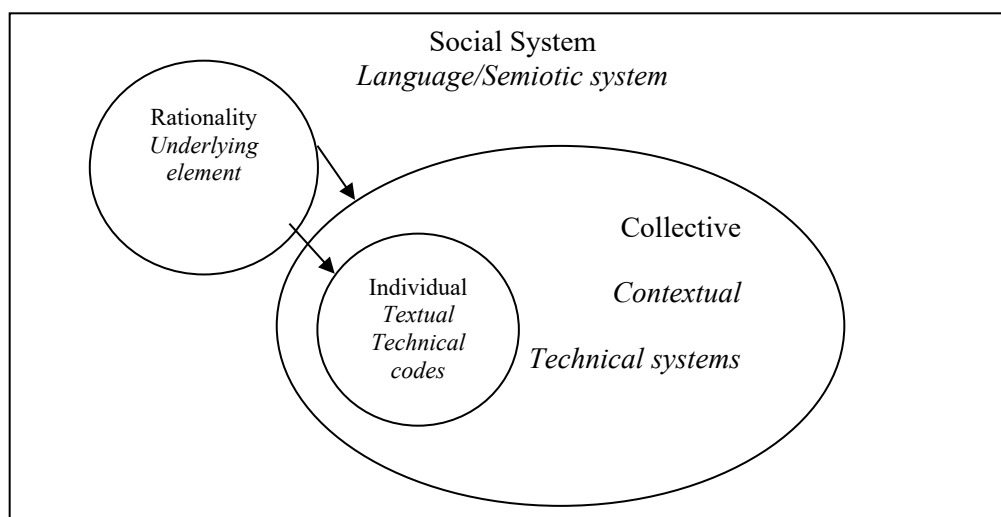 Social System
Language/Semiotic system
Rationality
Underlying
element
Collective
Contextual
Technical systems
Individual
Textual
Technical
codes